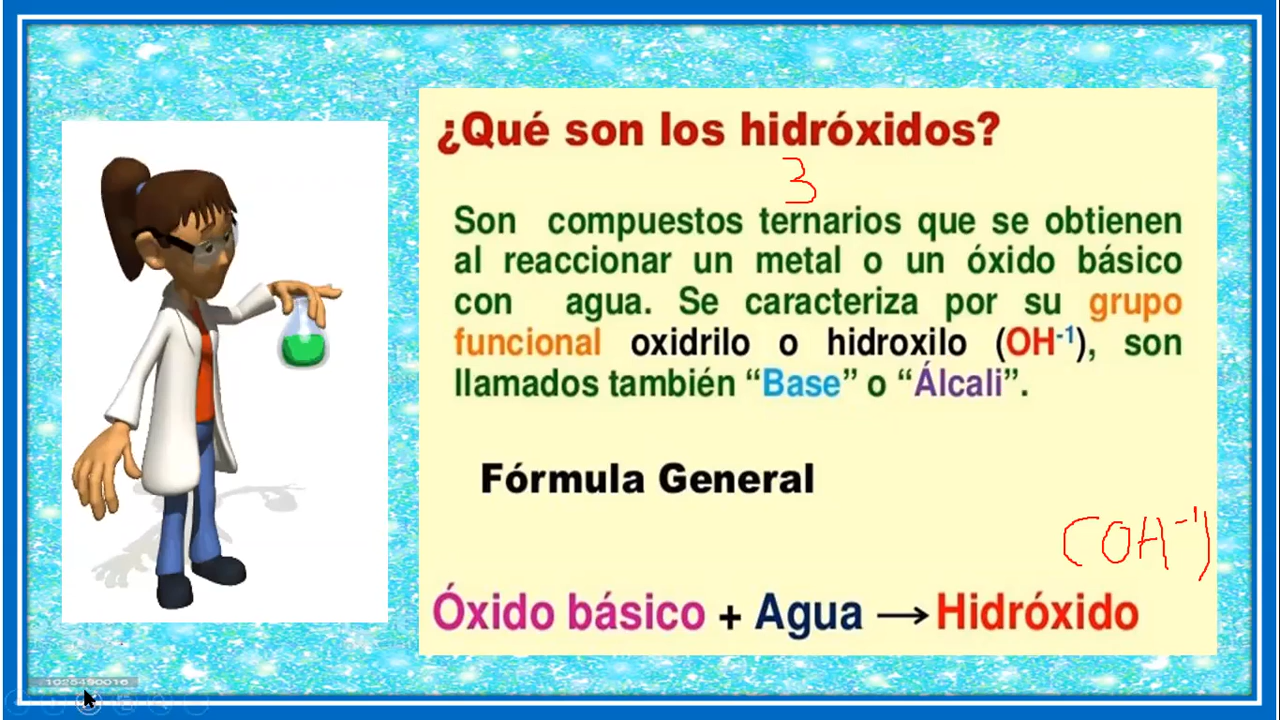 ¿Qué son los hidróxidos?
3
Son compuestos ternarios que se obtienen
al reaccionar un metal o un óxido básico
con agua. Se caracteriza por su grupo
funcional oxidrilo o hidroxilo (OH⁻¹), son
llamados también “Base” o “Álcali”.
Fórmula General
(OH⁻¹)
Óxido básico + Agua → Hidróxido
1025490016